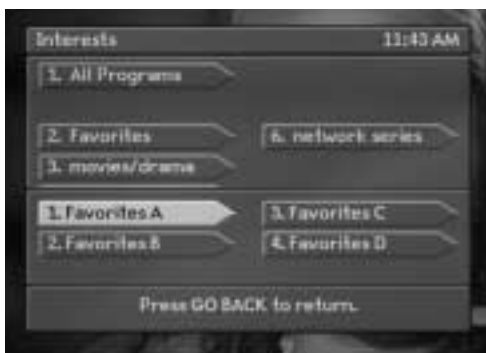 Interests 11:43 AM
1. All Programs
2. Favorites 6. network series
3. movies/drama
1. Favorites A 3. Favorites C
2. Favorites B 4. Favorites D
Press GO BACK to return.